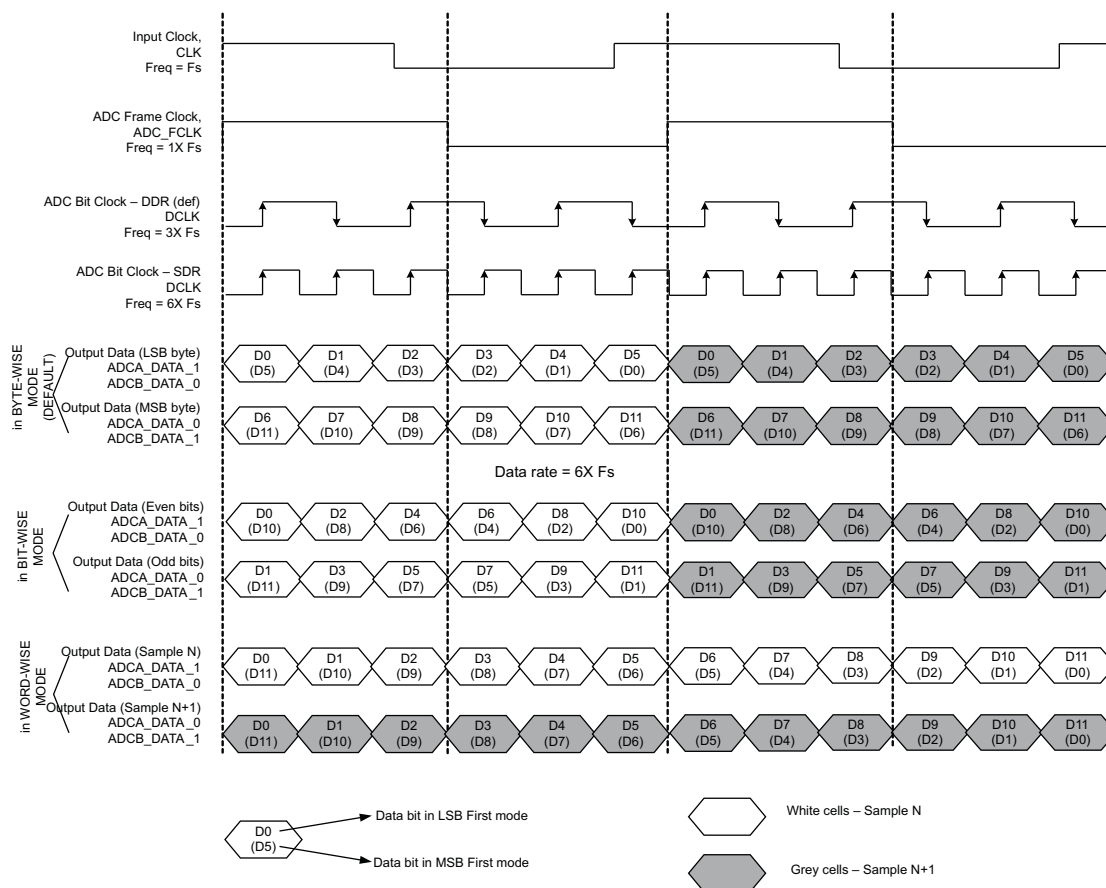 Input Clock,
CLK
Freq = Fs
ADC Frame Clock,
ADC_FCLK
Freq = 1X Fs
ADC Bit Clock – DDR (def)
DCLK
Freq = 3X Fs
ADC Bit Clock – SDR
DCLK
Freq = 6X Fs
in BYTE-WISE
MODE
(DEFAULT)
Output Data (LSB byte)
ADCA_DATA_1
ADCB_DATA_0
D0 D1 D2 D3 D4 D5 D0 D1 D2 D3 D4 D5
(D5) (D4) (D3) (D2) (D1) (D0) (D5) (D4) (D3) (D2) (D1) (D0)
Output Data (MSB byte)
ADCA_DATA_0
ADCB_DATA_1
D6 D7 D8 D9 D10 D11 D6 D7 D8 D9 D10 D11
(D11) (D10) (D9) (D8) (D7) (D6) (D11) (D10) (D9) (D8) (D7) (D6)
Data rate = 6X Fs
in BIT-WISE
MODE
Output Data (Even bits)
ADCA_DATA_1
ADCB_DATA_0
D0 D2 D4 D6 D8 D10 D0 D2 D4 D6 D8 D10
(D10) (D8) (D6) (D4) (D2) (D0) (D10) (D8) (D6) (D4) (D2) (D0)
Output Data (Odd bits)
ADCA_DATA_0
ADCB_DATA_1
D1 D3 D5 D7 D9 D11 D1 D3 D5 D7 D9 D11
(D11) (D9) (D7) (D5) (D3) (D1) (D11) (D9) (D7) (D5) (D3) (D1)
in WORD-WISE
MODE
Output Data (Sample N)
ADCA_DATA_1
ADCB_DATA_0
D0 D1 D2 D3 D4 D5 D6 D7 D8 D9 D10 D11
(D11) (D10) (D9) (D8) (D7) (D6) (D5) (D4) (D3) (D2) (D1) (D0)
Output Data (Sample N+1)
ADCA_DATA_0
ADCB_DATA_1
D0 D1 D2 D3 D4 D5 D6 D7 D8 D9 D10 D11
(D11) (D10) (D9) (D8) (D7) (D6) (D5) (D4) (D3) (D2) (D1) (D0)
D0
(D5)
Data bit in LSB First mode
Data bit in MSB First mode
White cells – Sample N
Grey cells – Sample N+1